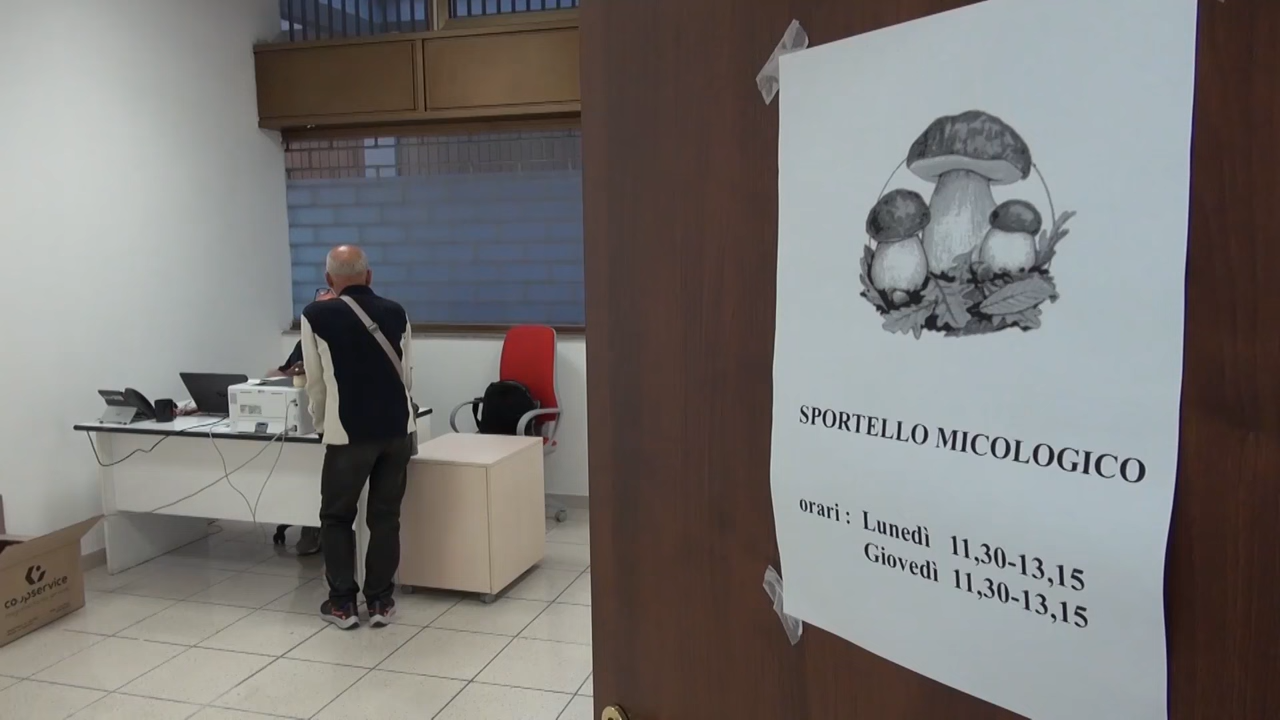 SPORTELLO MICOLOGICO
orari : Lunedì 11,30-13,15
Giovedì 11,30-13,15
coopservice